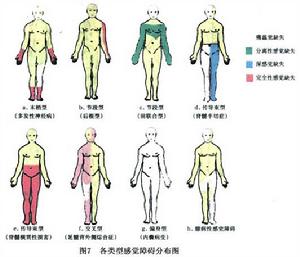 痛温觉缺失
分离性感觉缺失
深感觉缺失
完全性感觉缺失
a. 末梢型
(多发性神经病)
b. 节段型
(后根型)
c. 节段型
(前联合型)
d. 传导束型
(脊髓半切症)
e. 传导束型
(脊髓横贯性损害)
f. 交叉型
(延髓背外侧综合征)
g. 偏身型
(内囊病变)
h. 癔病性感觉障碍
图7 各类型感觉障碍分布图